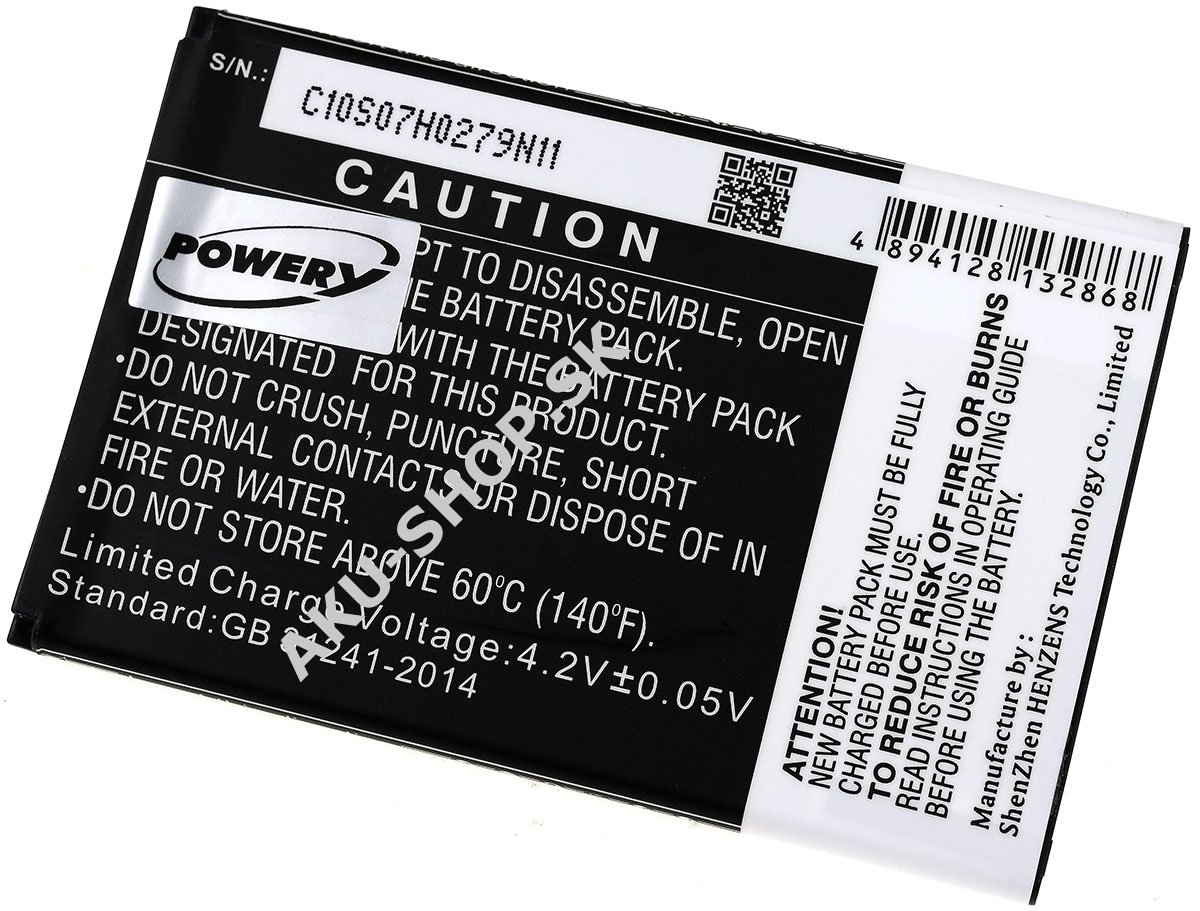 S/N.:
C10S07H0279N11
CAUTION
POWERY
PT TO DISASSEMBLE, OPEN
BATTERY PACK.
WITH THE BATTERY PACK
DESIGNATED FOR THIS PRODUCT.
•DO NOT CRUSH, PUNCTURE, SHORT
EXTERNAL CONTACT, OR DISPOSE OF IN
FIRE OR WATER.
•DO NOT STORE ABOVE 60°C (140°F).
Limited Charge Voltage:4.2V±0.05V
Standard:GB 31241-2014
AKU-SHOP.SK
4 894128 132868
ATTENTION!
NEW BATTERY PACK MUST BE FULLY
CHARGED BEFORE USE.
TO REDUCE RISK OF FIRE OR BURNS
READ INSTRUCTIONS IN OPERATING GUIDE
BEFORE USING THE BATTERY.
Manufacture by :
ShenZhen HENZENS Technology Co., Limited